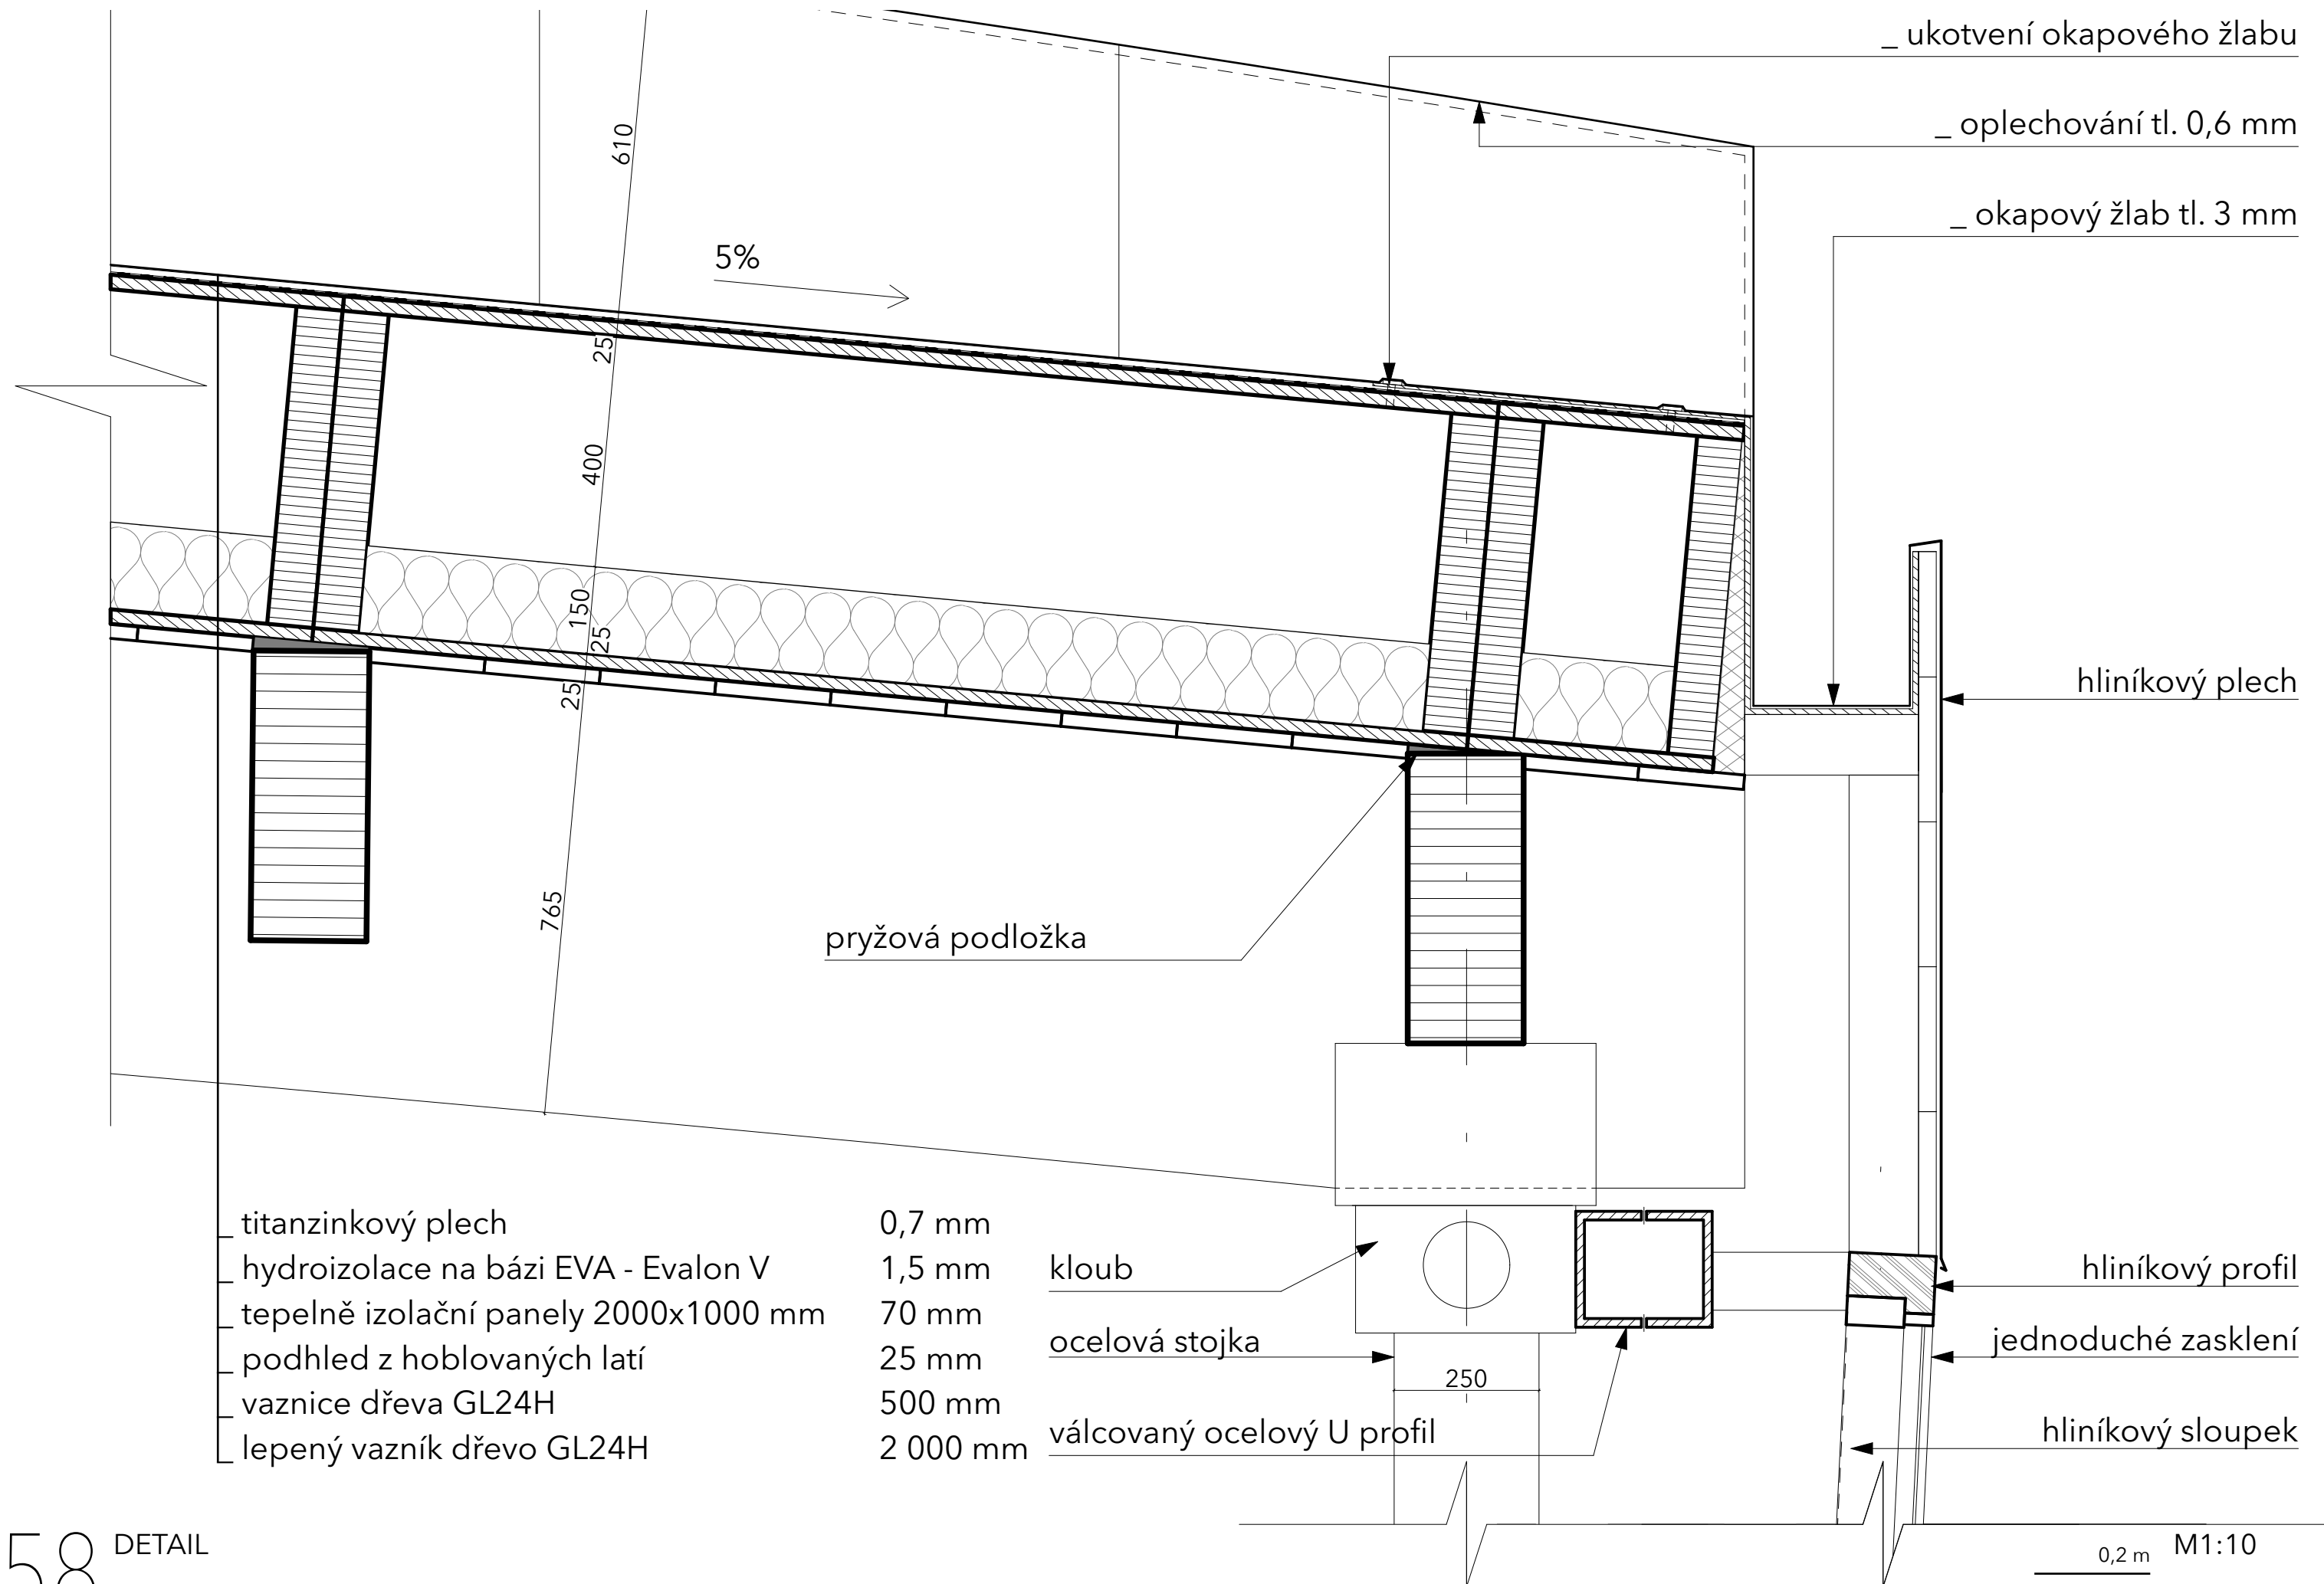 _ ukotvení okapového žlabu
_ oplechování tl. 0,6 mm
_ okapový žlab tl. 3 mm
610
5%
25
400
150
25
25
765
hliníkový plech
pryžová podložka
_ titanzinkový plech 0,7 mm
_ hydroizolace na bázi EVA - Evalon V 1,5 mm
_ tepelně izolační panely 2000x1000 mm 70 mm
_ podhled z hoblovaných latí 25 mm
_ vaznice dřeva GL24H 500 mm
_ lepený vazník dřevo GL24H 2 000 mm
kloub
ocelová stojka
250
válcovaný ocelový U profil
hliníkový profil
jednoduché zasklení
hliníkový sloupek
58 DETAIL
0,2 m M1:10